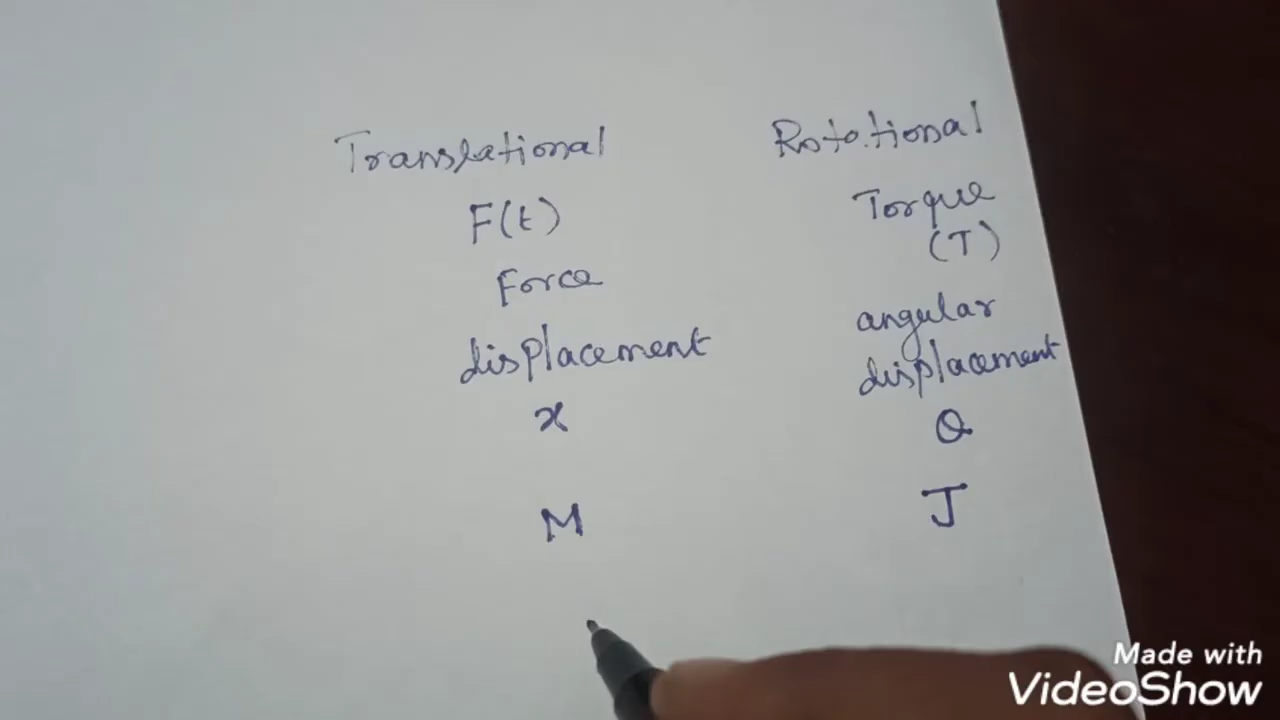 Translational Rotational
F(t) Torque
(T)
Force
angular
displacement displacement
x θ
M J
Made with
VideoShow